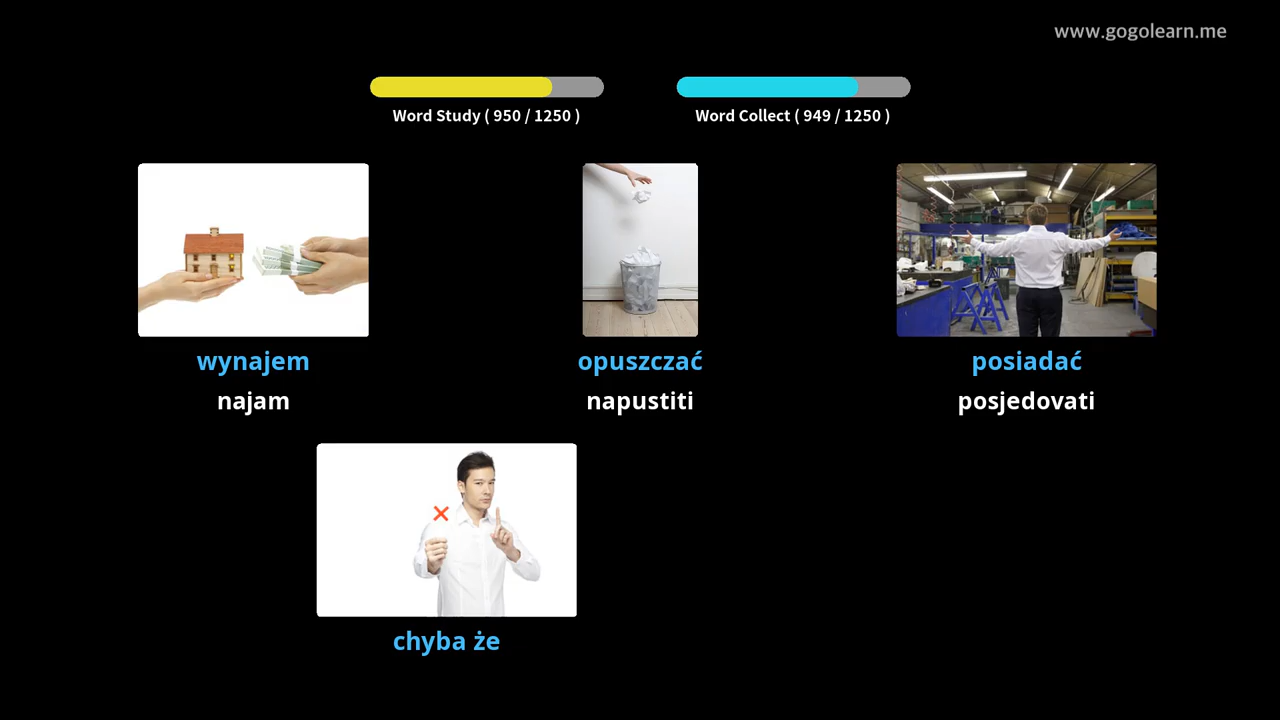 www.gogolearn.me
Word Study ( 950 / 1250 )
Word Collect ( 949 / 1250 )
wynajem
najam
opuszczać
napustiti
posiadać
posjedovati
chyba że